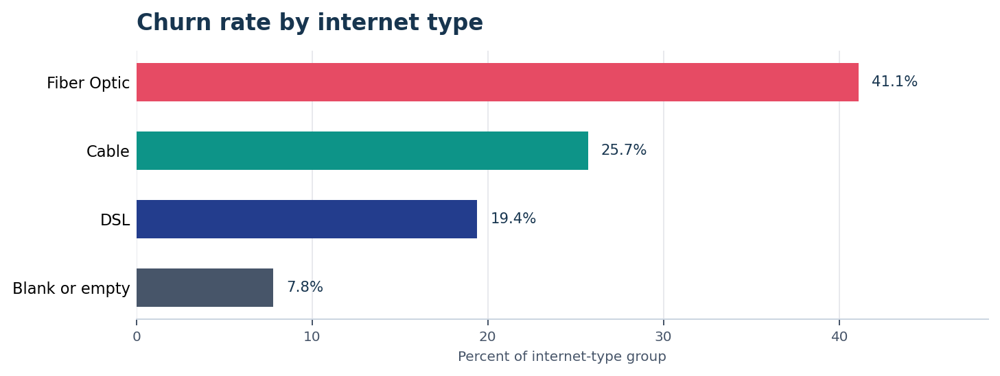 Churn rate by internet type
Fiber Optic 41.1%
Cable 25.7%
DSL 19.4%
Blank or empty 7.8%
0 10 20 30 40
Percent of internet-type group